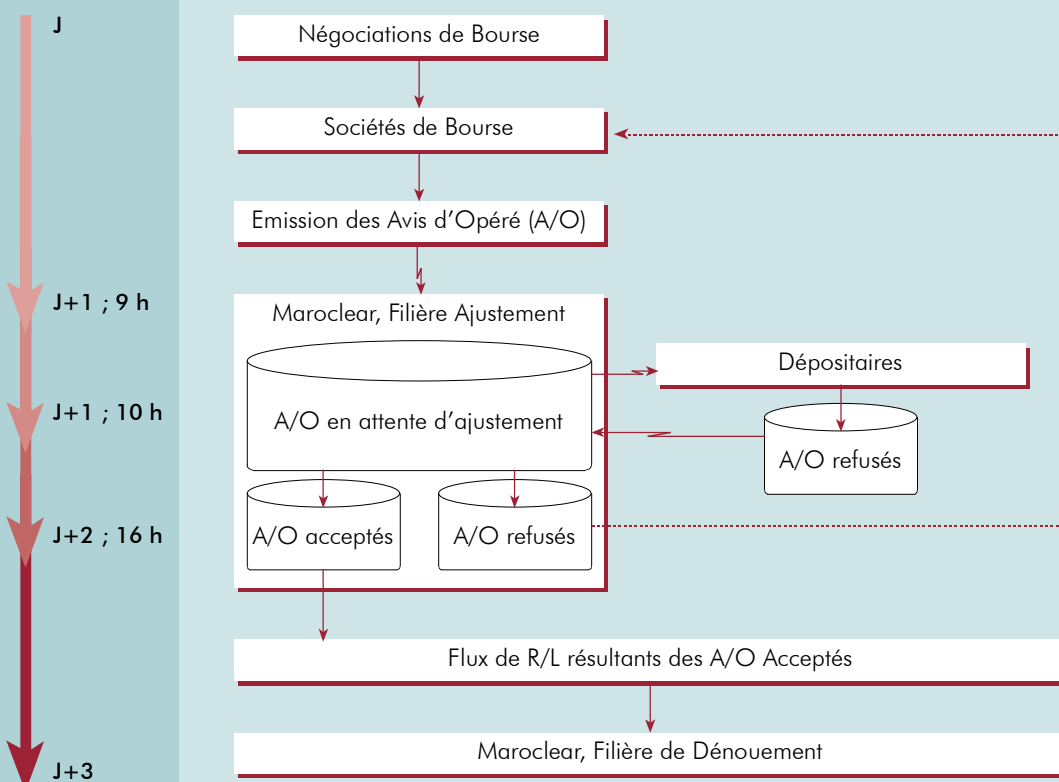 J
Négociations de Bourse
Sociétés de Bourse
Emission des Avis d'Opéré (A/O)
J+1 ; 9 h
Maroclear, Filière Ajustement
Dépositaires
J+1 ; 10 h
A/O en attente d'ajustement
A/O refusés
J+2 ; 16 h
A/O acceptés
A/O refusés
Flux de R/L résultants des A/O Acceptés
Maroclear, Filière de Dénouement
J+3